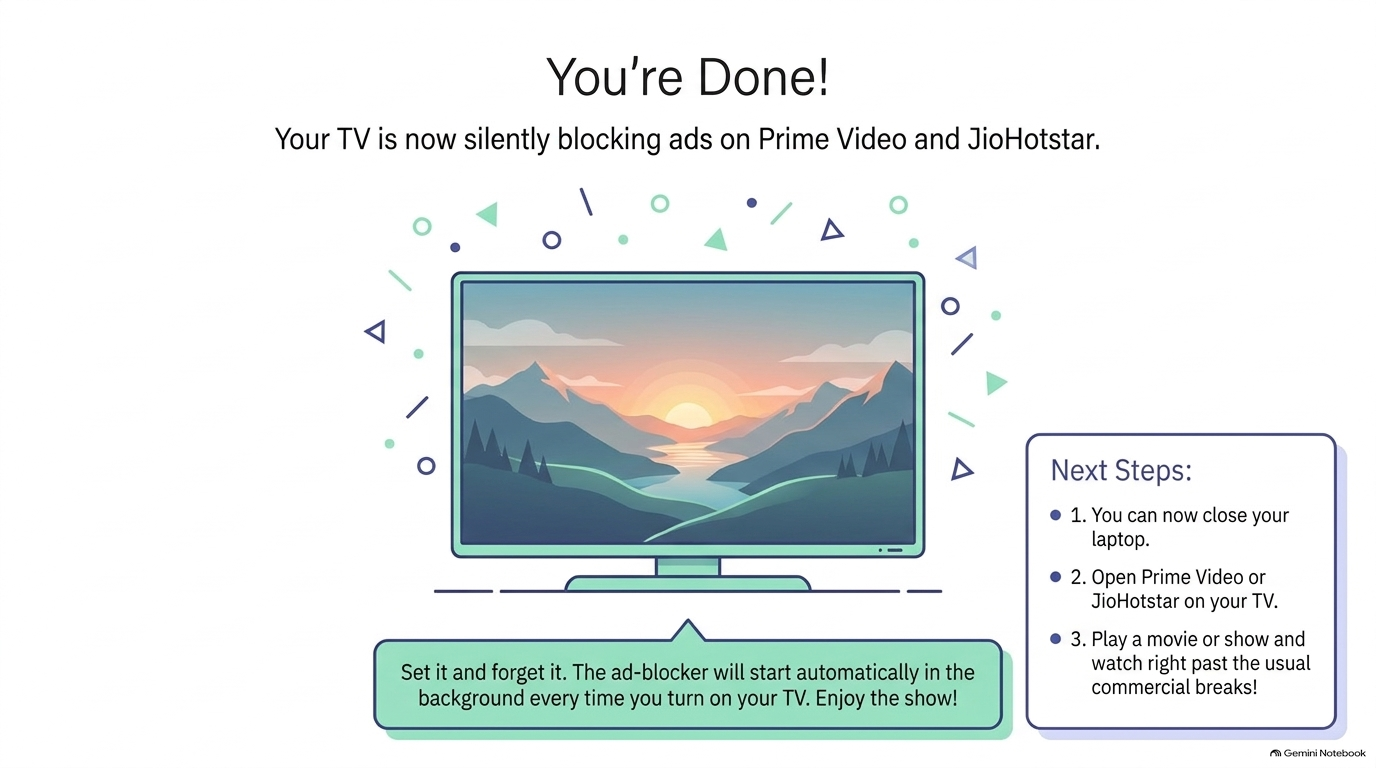 You're Done!
Your TV is now silently blocking ads on Prime Video and JioHotstar.
Set it and forget it. The ad-blocker will start automatically in the
background every time you turn on your TV. Enjoy the show!
Next Steps:
1. You can now close your
laptop.
2. Open Prime Video or
JioHotstar on your TV.
3. Play a movie or show and
watch right past the usual
commercial breaks!
Gemini Notebook